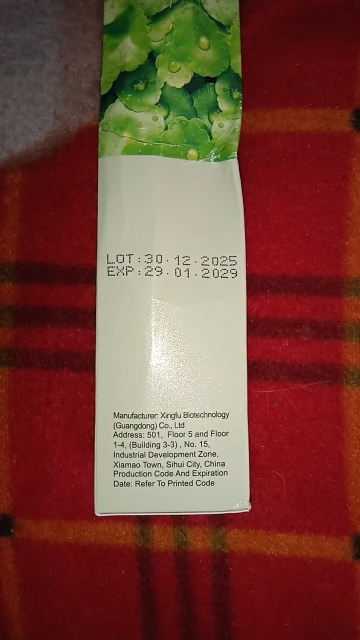 LOT:30.12.2025
EXP:29.01.2029
Manufacturer: Xingfu Biotechnology
(Guangdong) Co., Ltd
Address: 501, Floor 5 and Floor
1-4, (Building 3-3) , No. 15,
Industrial Development Zone,
Xiamao Town, Sihui City, China
Production Code And Expiration
Date: Refer To Printed Code